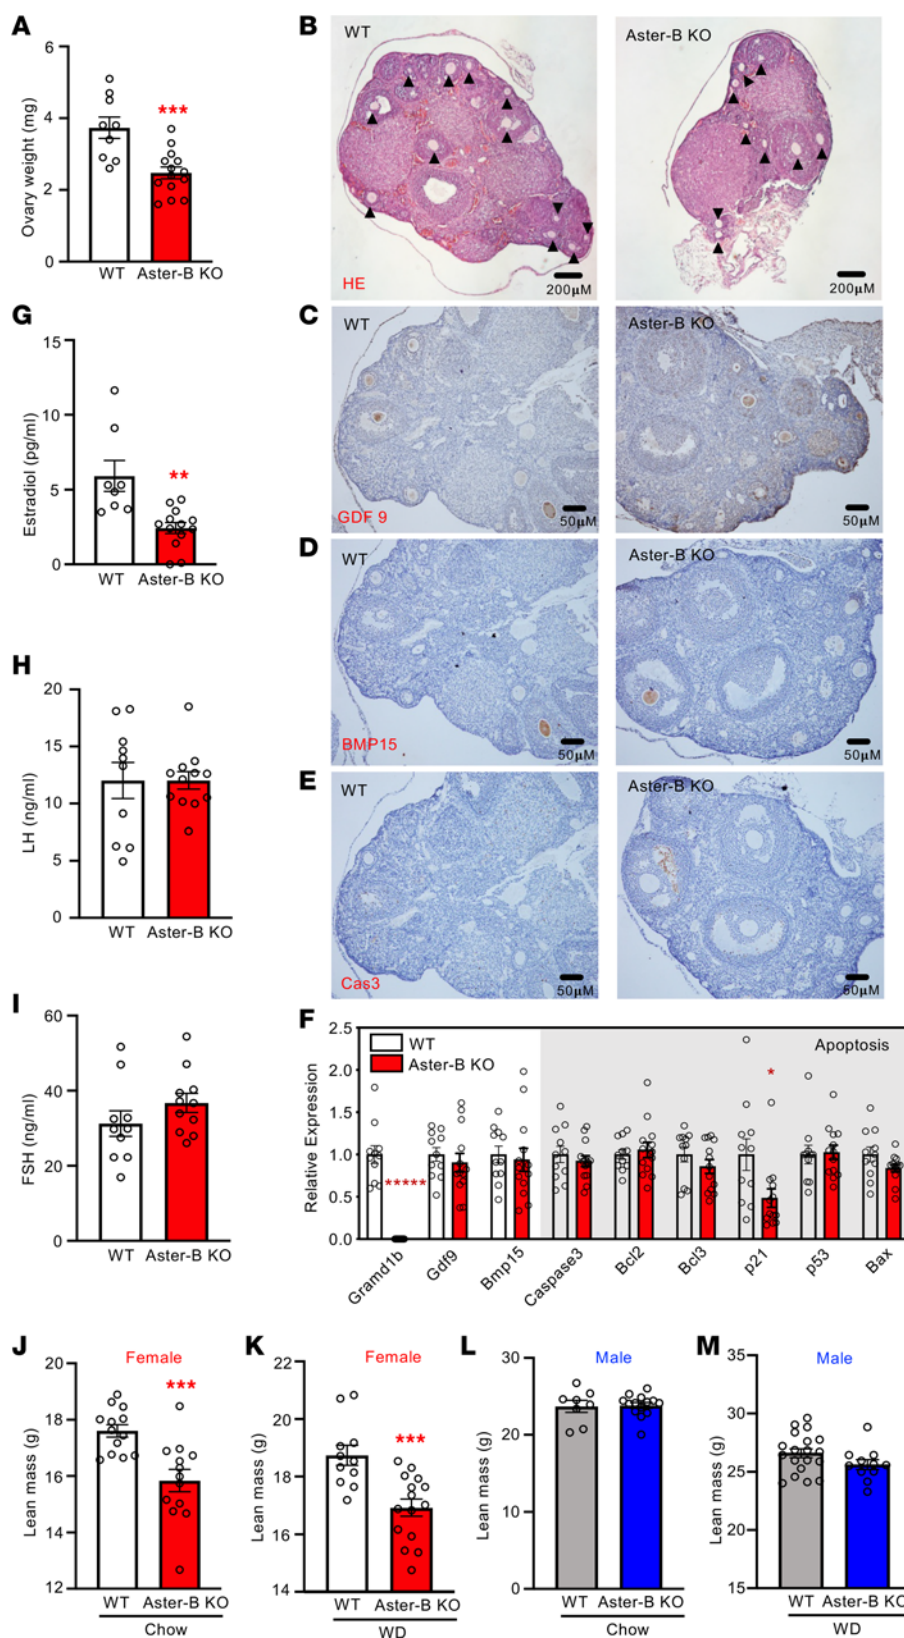 A
Ovary weight (mg)
6
4
2
0
WT Aster-B KO
***
B
WT
HE
200µM
Aster-B KO
200µM
G
Estradiol (pg/ml)
15
10
5
0
WT Aster-B KO
**
C
WT
GDF 9
50µM
Aster-B KO
50µM
D
WT
BMP15
50µM
Aster-B KO
50µM
H
LH (ng/ml)
20
15
10
5
0
WT Aster-B KO
E
WT
Cas3
50µM
Aster-B KO
50µM
I
FSH (ng/ml)
60
40
20
0
WT Aster-B KO
F
Relative Expression
2.5
2.0
1.5
1.0
0.5
0.0
WT
Aster-B KO
Apoptosis
*****
*
Gramd1b
Gdf9
Bmp15
Caspase3
Bcl2
Bcl3
p21
p53
Bax
J
Female
Lean mass (g)
20
18
16
14
12
***
WT Aster-B KO
Chow
K
Female
Lean mass (g)
22
20
18
16
14
***
WT Aster-B KO
WD
L
Male
Lean mass (g)
30
20
10
0
WT Aster-B KO
Chow
M
Male
Lean mass (g)
35
30
25
20
15
WT Aster-B KO
WD